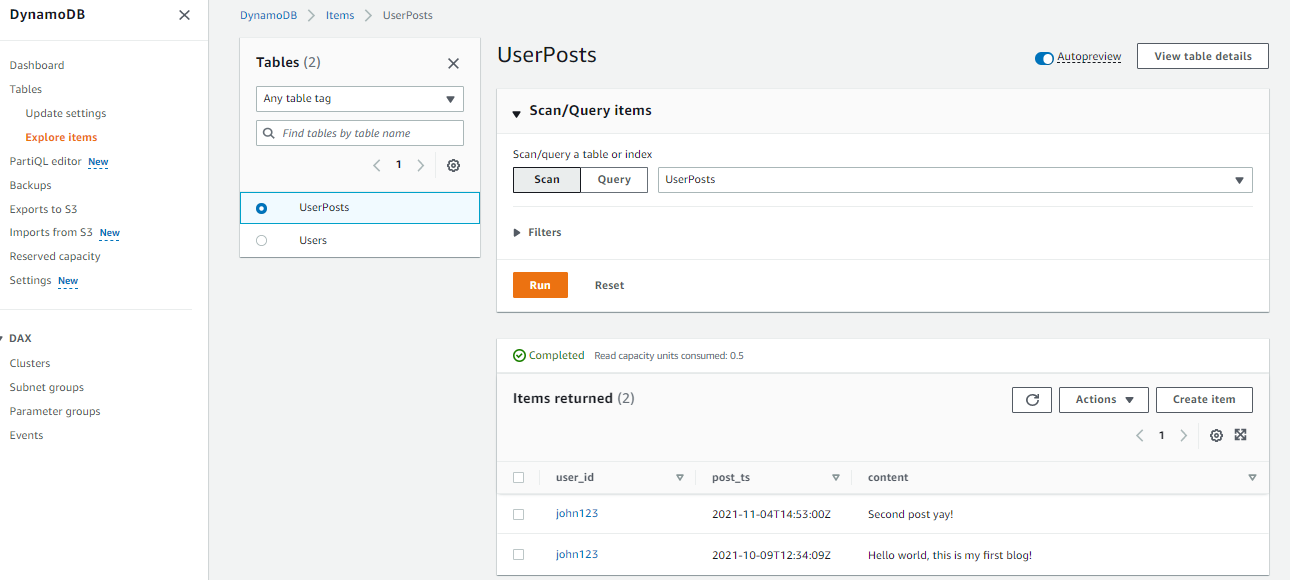 DynamoDB
Dashboard
Tables
Update settings
Explore items
PartiQL editor New
Backups
Exports to S3
Imports from S3 New
Reserved capacity
Settings New
DAX
Clusters
Subnet groups
Parameter groups
Events
DynamoDB Items UserPosts
Tables (2)
Any table tag
Find tables by table name
1
UserPosts
Users
UserPosts
Autopreview
View table details
Scan/Query items
Scan/query a table or index
Scan Query UserPosts
Filters
Run Reset
Completed Read capacity units consumed: 0.5
Items returned (2)
Actions Create item
1
user_id post_ts content
john123 2021-11-04T14:53:00Z Second post yay!
john123 2021-10-09T12:34:09Z Hello world, this is my first blog!